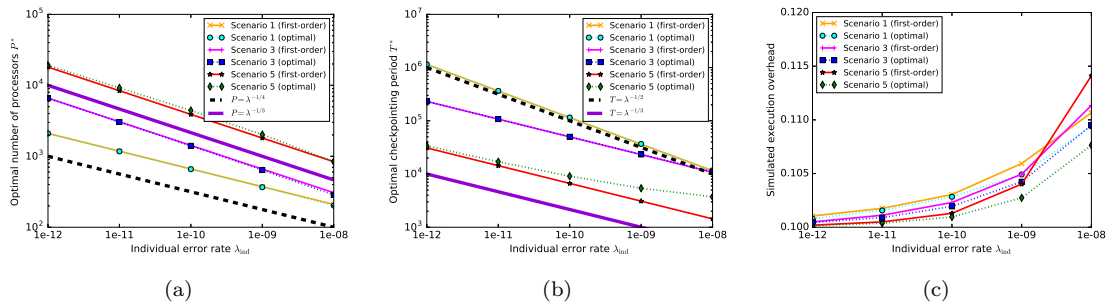 10^5
10^4
10^3
10^2
1e-12
1e-11
1e-10
1e-09
1e-08
Individual error rate λ_ind
Optimal number of processors P*
Scenario 1 (first-order)
Scenario 1 (optimal)
Scenario 3 (first-order)
Scenario 3 (optimal)
Scenario 5 (first-order)
Scenario 5 (optimal)
P = λ^{-1/4}
P = λ^{-1/3}
(a)
10^7
10^6
10^5
10^4
10^3
1e-12
1e-11
1e-10
1e-09
1e-08
Individual error rate λ_ind
Optimal checkpointing period T*
Scenario 1 (first-order)
Scenario 1 (optimal)
Scenario 3 (first-order)
Scenario 3 (optimal)
Scenario 5 (first-order)
Scenario 5 (optimal)
T = λ^{-1/2}
T = λ^{-1/3}
(b)
0.120
0.115
0.110
0.105
0.100
1e-12
1e-11
1e-10
1e-09
1e-08
Individual error rate λ_ind
Simulated execution overhead
Scenario 1 (first-order)
Scenario 1 (optimal)
Scenario 3 (first-order)
Scenario 3 (optimal)
Scenario 5 (first-order)
Scenario 5 (optimal)
(c)